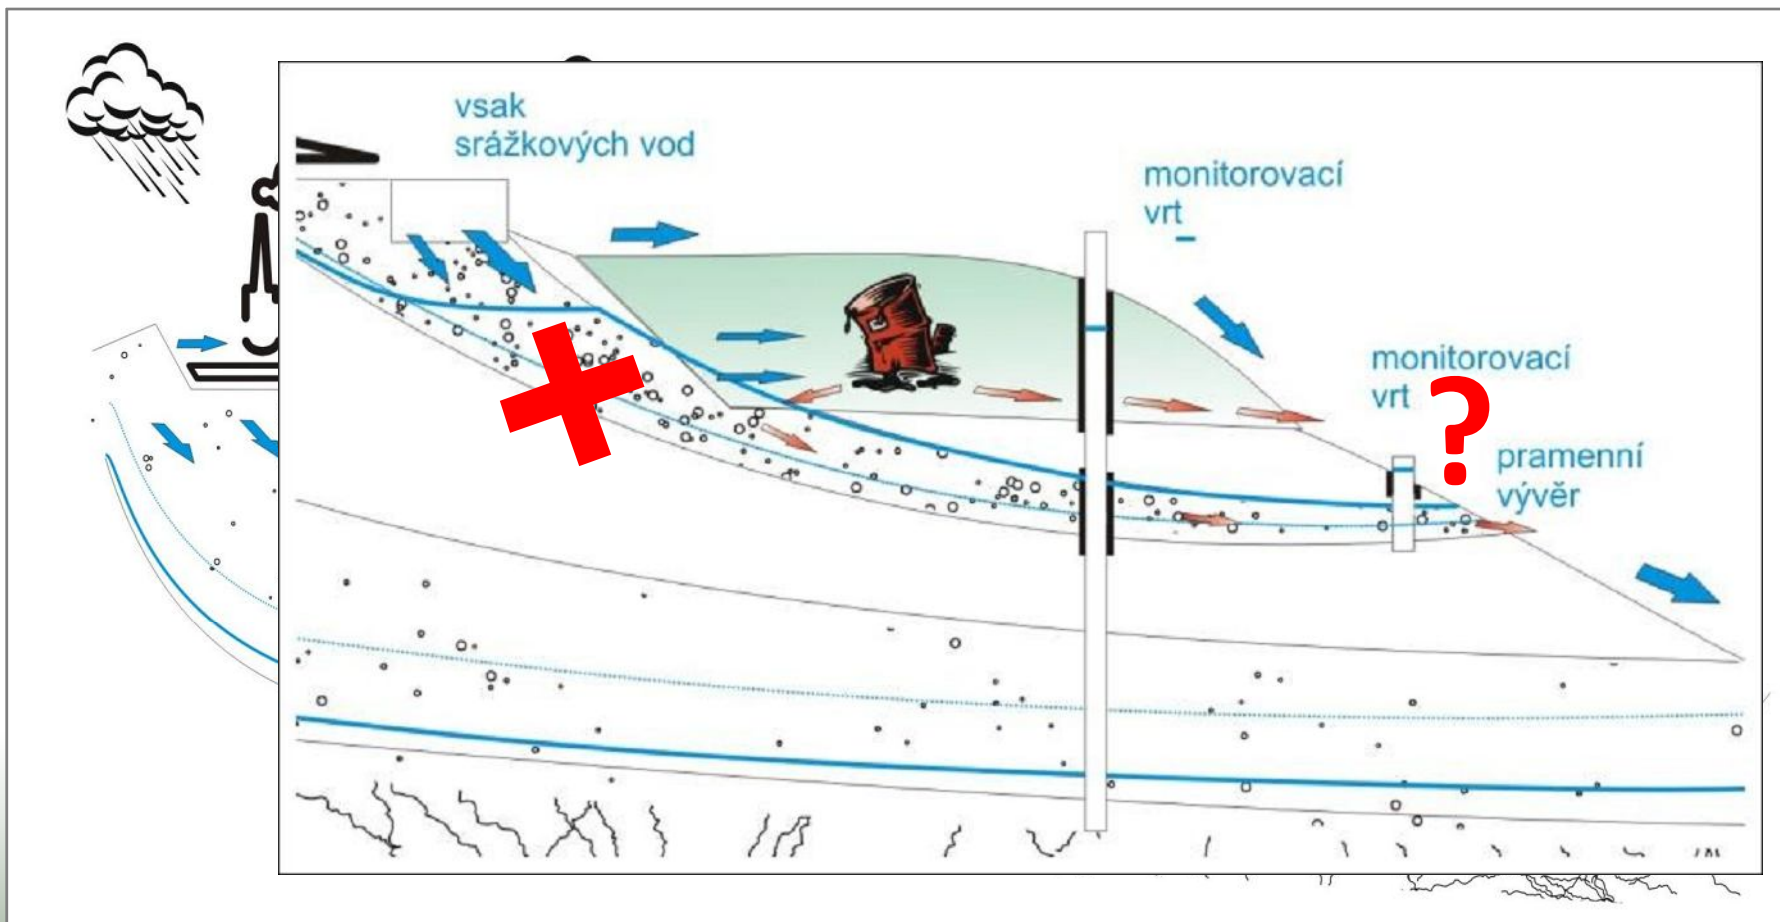 vsak
srážkových vod
monitorovací
vrt
monitorovací
vrt
?
pramenní
vývěr